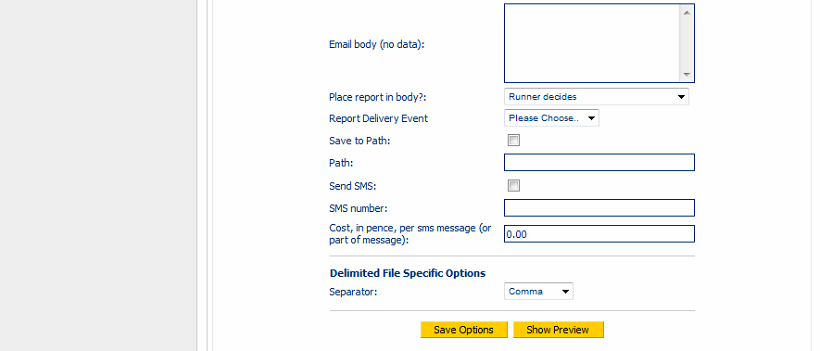 Email body (no data):
Place report in body?: Runner decides
Report Delivery Event Please Choose..
Save to Path:
Path:
Send SMS:
SMS number:
Cost, in pence, per sms message (or
part of message): 0.00
Delimited File Specific Options
Separator: Comma
Save Options Show Preview